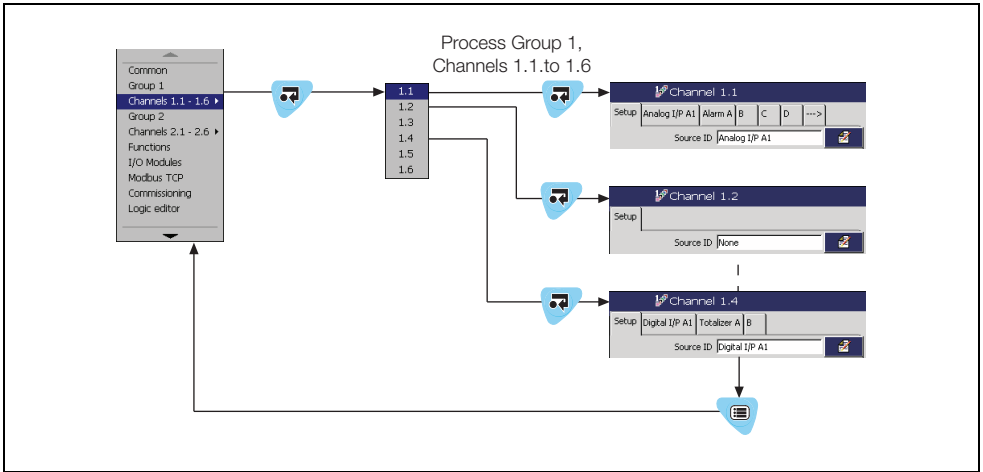 Process Group 1,
Channels 1.1.to 1.6
Common
Group 1
Channels 1.1 - 1.6
Group 2
Channels 2.1 - 2.6
Functions
I/O Modules
Modbus TCP
Commissioning
Logic editor
1.1
1.2
1.3
1.4
1.5
1.6
Channel 1.1
Setup Analog I/P A1 Alarm A B C D --->
Source ID Analog I/P A1
Channel 1.2
Setup
Source ID None
Channel 1.4
Setup Digital I/P A1 Totalizer A B
Source ID Digital I/P A1